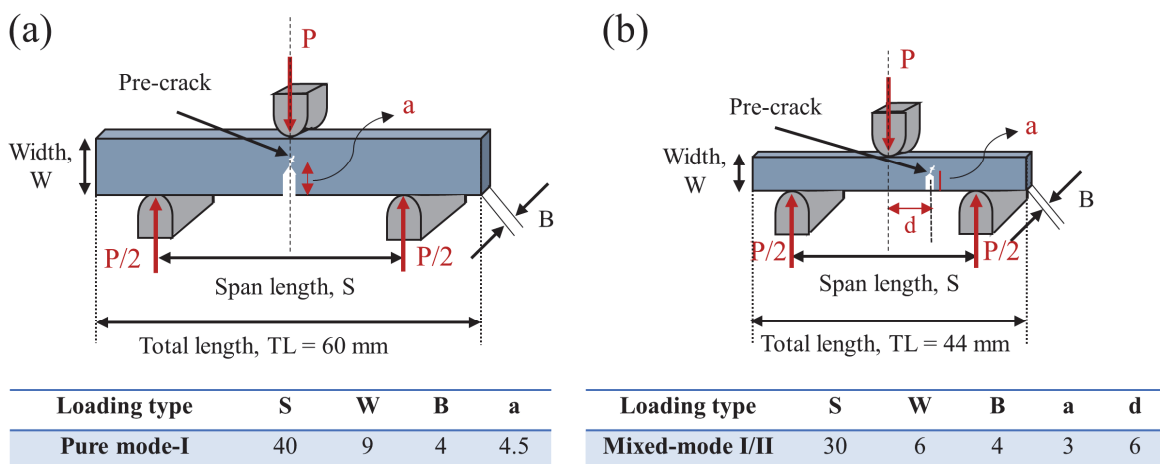 (a)
P
Pre-crack
a
Width,
W
B
P/2
P/2
Span length, S
Total length, TL = 60 mm
Loading type S W B a
Pure mode-I 40 9 4 4.5
(b)
P
Pre-crack
a
Width,
W
B
d
P/2
P/2
Span length, S
Total length, TL = 44 mm
Loading type S W B a d
Mixed-mode I/II 30 6 4 3 6